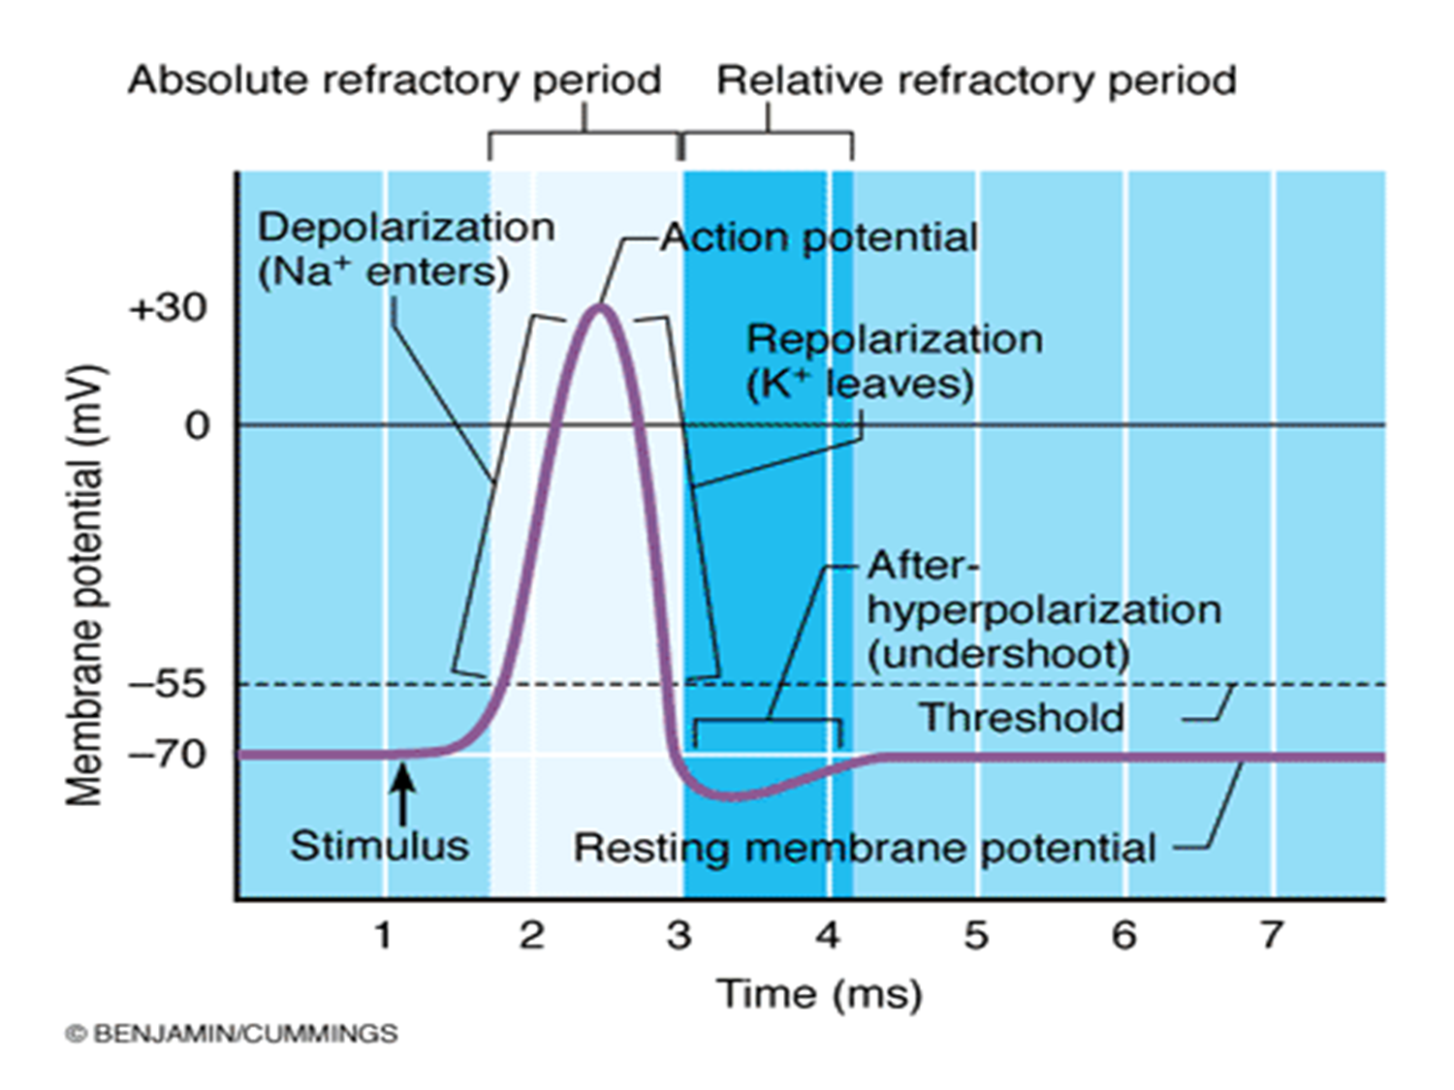 Absolute refractory period
Relative refractory period
Depolarization
(Na⁺ enters)
Action potential
+30
Repolarization
(K⁺ leaves)
0
Membrane potential (mV)
After-
hyperpolarization
(undershoot)
–55
Threshold
–70
Stimulus
Resting membrane potential
1 2 3 4 5 6 7
Time (ms)
© BENJAMIN/CUMMINGS